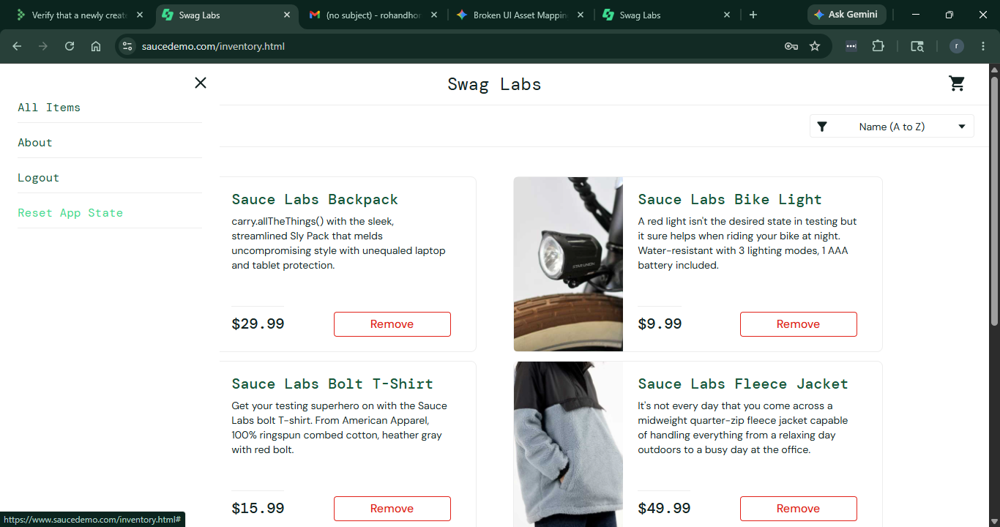 Verify that a newly create
Swag Labs
(no subject) - rohandhor
Broken UI Asset Mappin
Swag Labs
Ask Gemini
saucedemo.com/inventory.html
r
Swag Labs
All Items
About
Logout
Reset App State
Name (A to Z)
Sauce Labs Backpack
carry.allTheThings() with the sleek,
streamlined Sly Pack that melds
uncompromising style with unequaled laptop
and tablet protection.
$29.99
Remove
Sauce Labs Bike Light
A red light isn't the desired state in testing but
it sure helps when riding your bike at night.
Water-resistant with 3 lighting modes, 1 AAA
battery included.
$9.99
Remove
Sauce Labs Bolt T-Shirt
Get your testing superhero on with the Sauce
Labs bolt T-shirt. From American Apparel,
100% ringspun combed cotton, heather gray
with red bolt.
$15.99
Remove
Sauce Labs Fleece Jacket
It's not every day that you come across a
midweight quarter-zip fleece jacket capable
of handling everything from a relaxing day
outdoors to a busy day at the office.
$49.99
Remove
https://www.saucedemo.com/inventory.html#